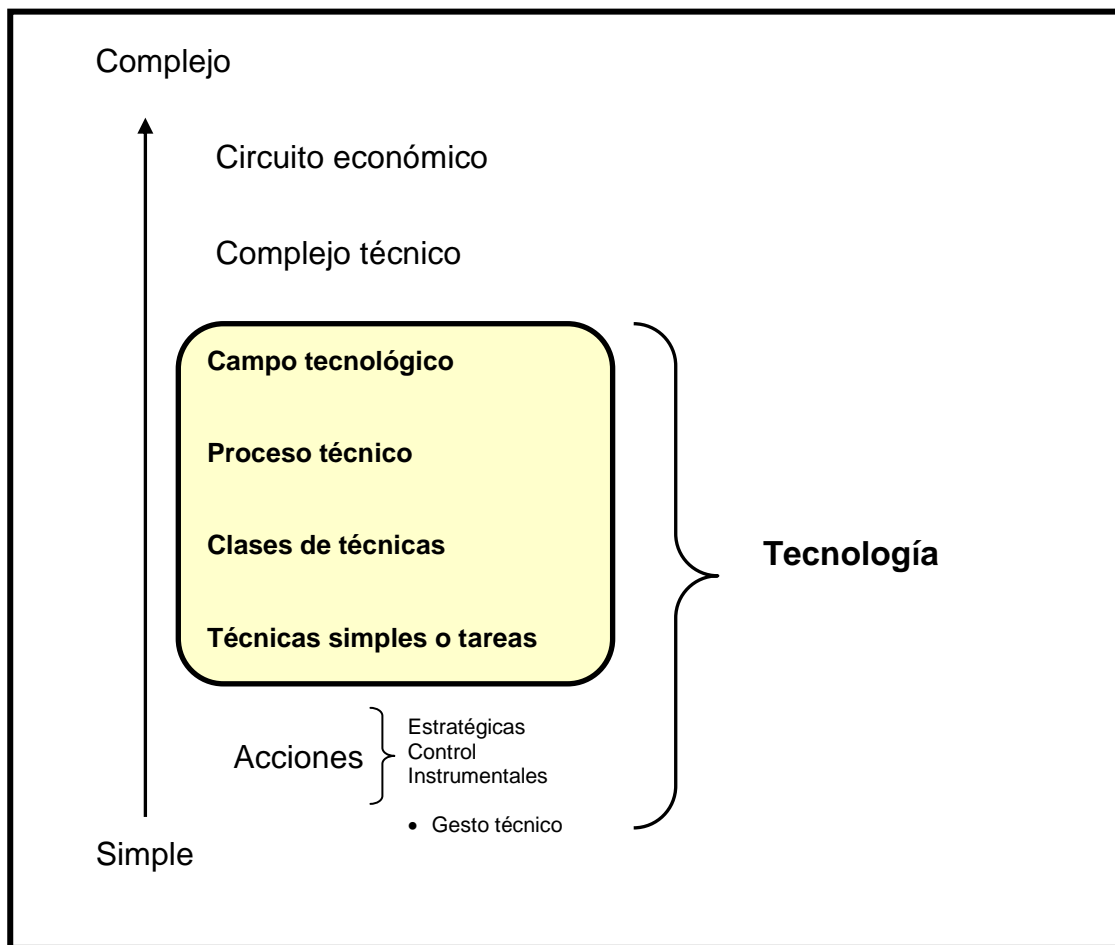 Complejo
Circuito económico
Complejo técnico
Campo tecnológico
Proceso técnico
Clases de técnicas
Tecnología
Técnicas simples o tareas
Acciones
Estratégicas
Control
Instrumentales
• Gesto técnico
Simple